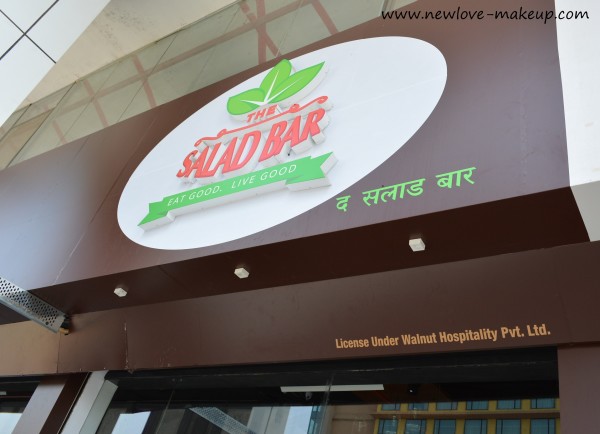 www.newlove-makeup.com
THE
SALAD BAR
EAT GOOD. LIVE GOOD
द सलाड बार
License Under Walnut Hospitality Pvt. Ltd.